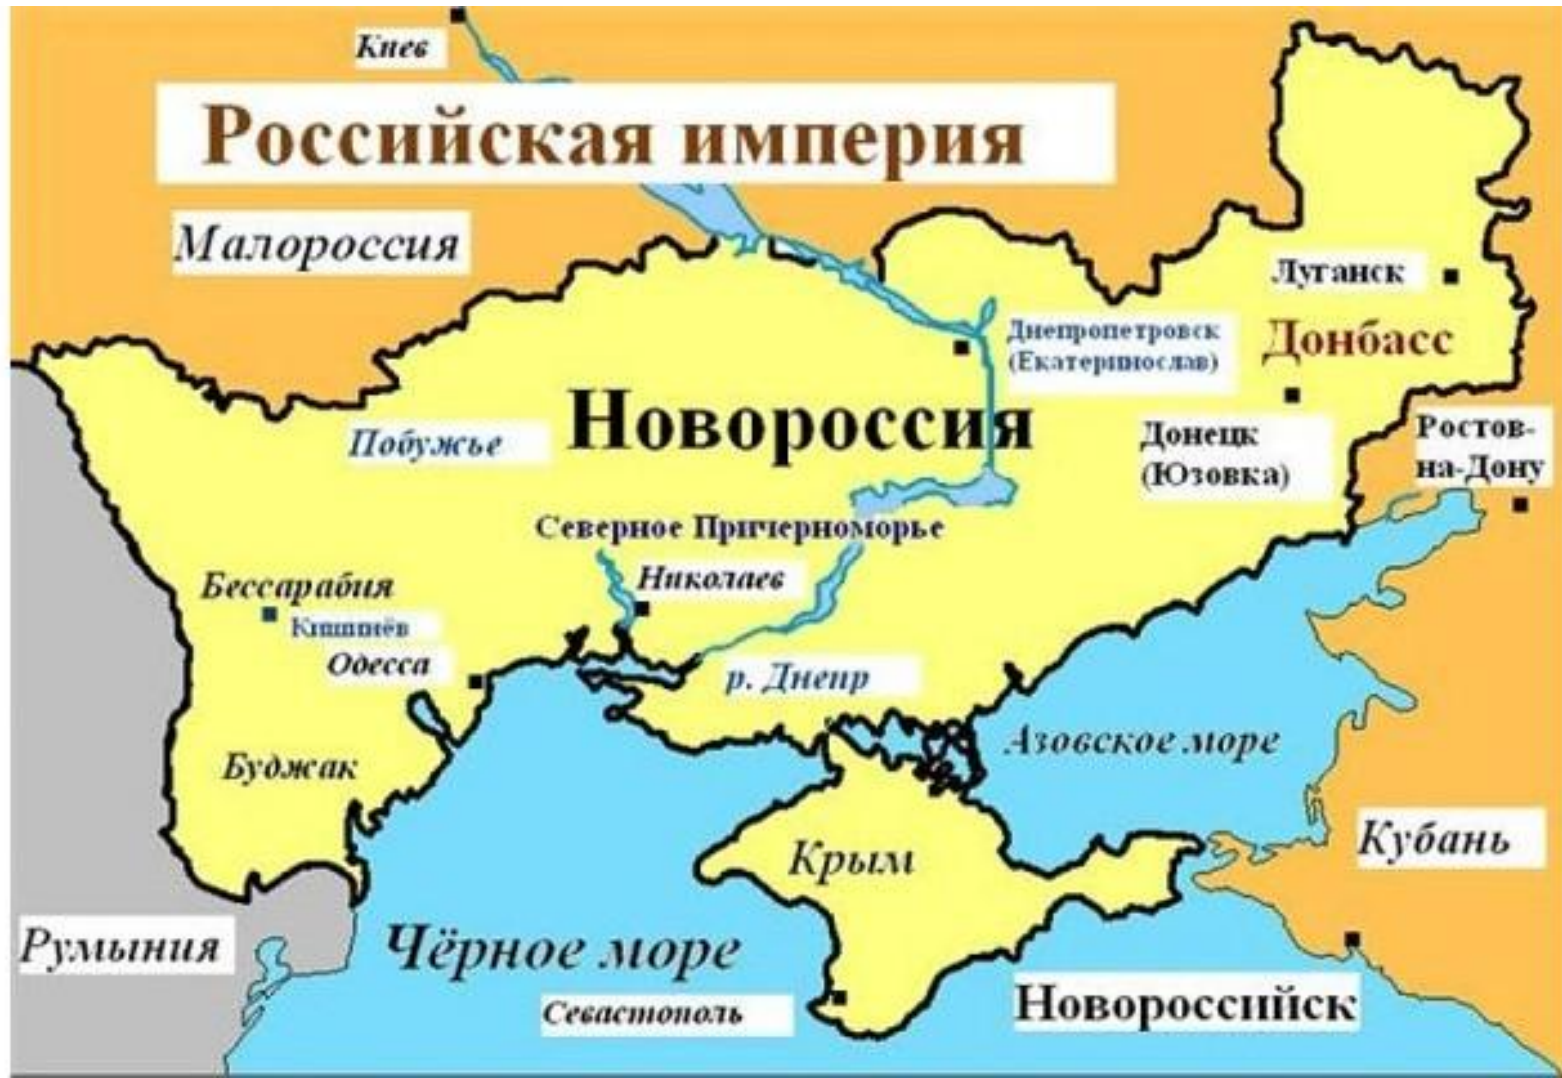 Киев
Российская империя
Малороссия
Луганск
Днепропетровск
(Екатеринослав)
Донбасс
Новороссия
Побужье
Донецк
(Юзовка)
Ростов-
на-Дону
Северное Причерноморье
Николаев
Бессарабия
Кишинёв
Одесса
р. Днепр
Азовское море
Буджак
Крым
Кубань
Румыния
Чёрное море
Севастополь
Новороссийск